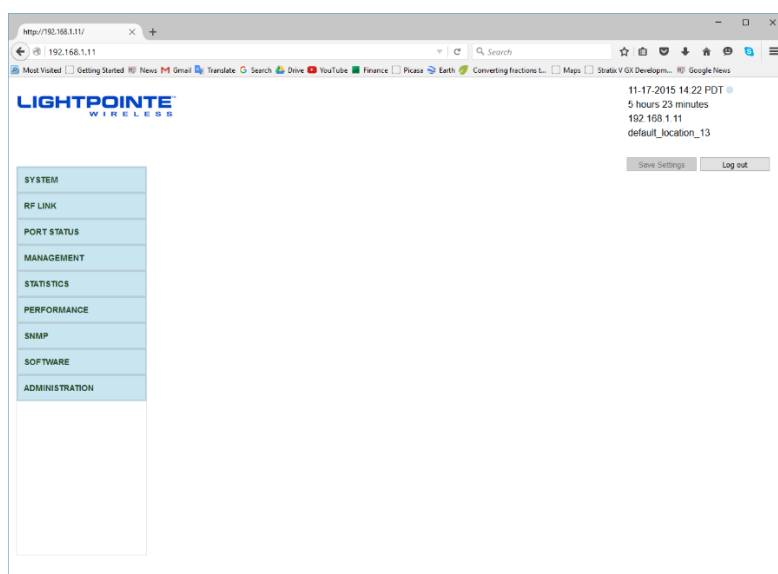 http://192.168.1.11/
192.168.1.11
Search
Most Visited Getting Started News Gmail Translate Search Drive YouTube Finance Picasa Earth Converting fractions t... Maps Stratix V GX Developm... Google News
LIGHTPOINTE
WIRELESS
11-17-2015 14:22 PDT
5 hours 23 minutes
192.168.1.11
default_location_13
Save Settings Log out
SYSTEM
RF LINK
PORT STATUS
MANAGEMENT
STATISTICS
PERFORMANCE
SNMP
SOFTWARE
ADMINISTRATION